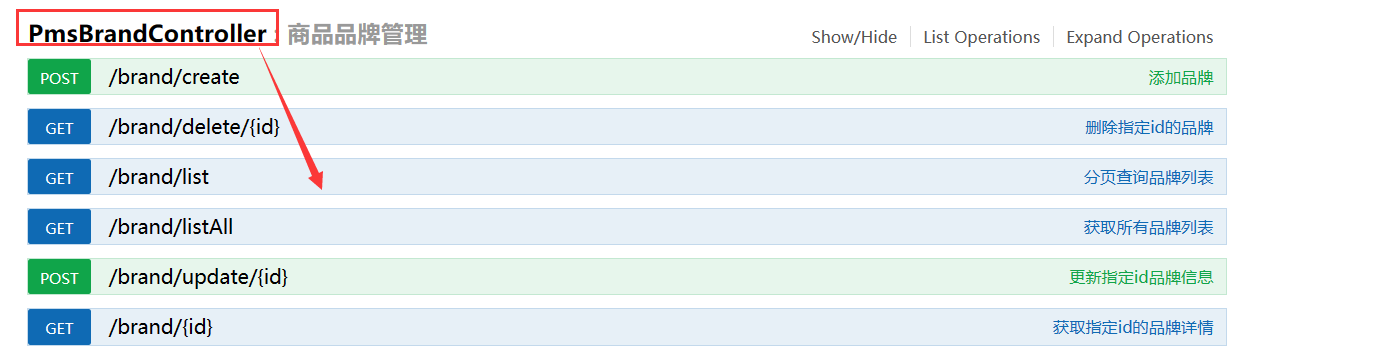 PmsBrandController : 商品品牌管理 Show/Hide List Operations Expand Operations
POST /brand/create 添加品牌
GET /brand/delete/{id} 删除指定id的品牌
GET /brand/list 分页查询品牌列表
GET /brand/listAll 获取所有品牌列表
POST /brand/update/{id} 更新指定id品牌信息
GET /brand/{id} 获取指定id的品牌详情